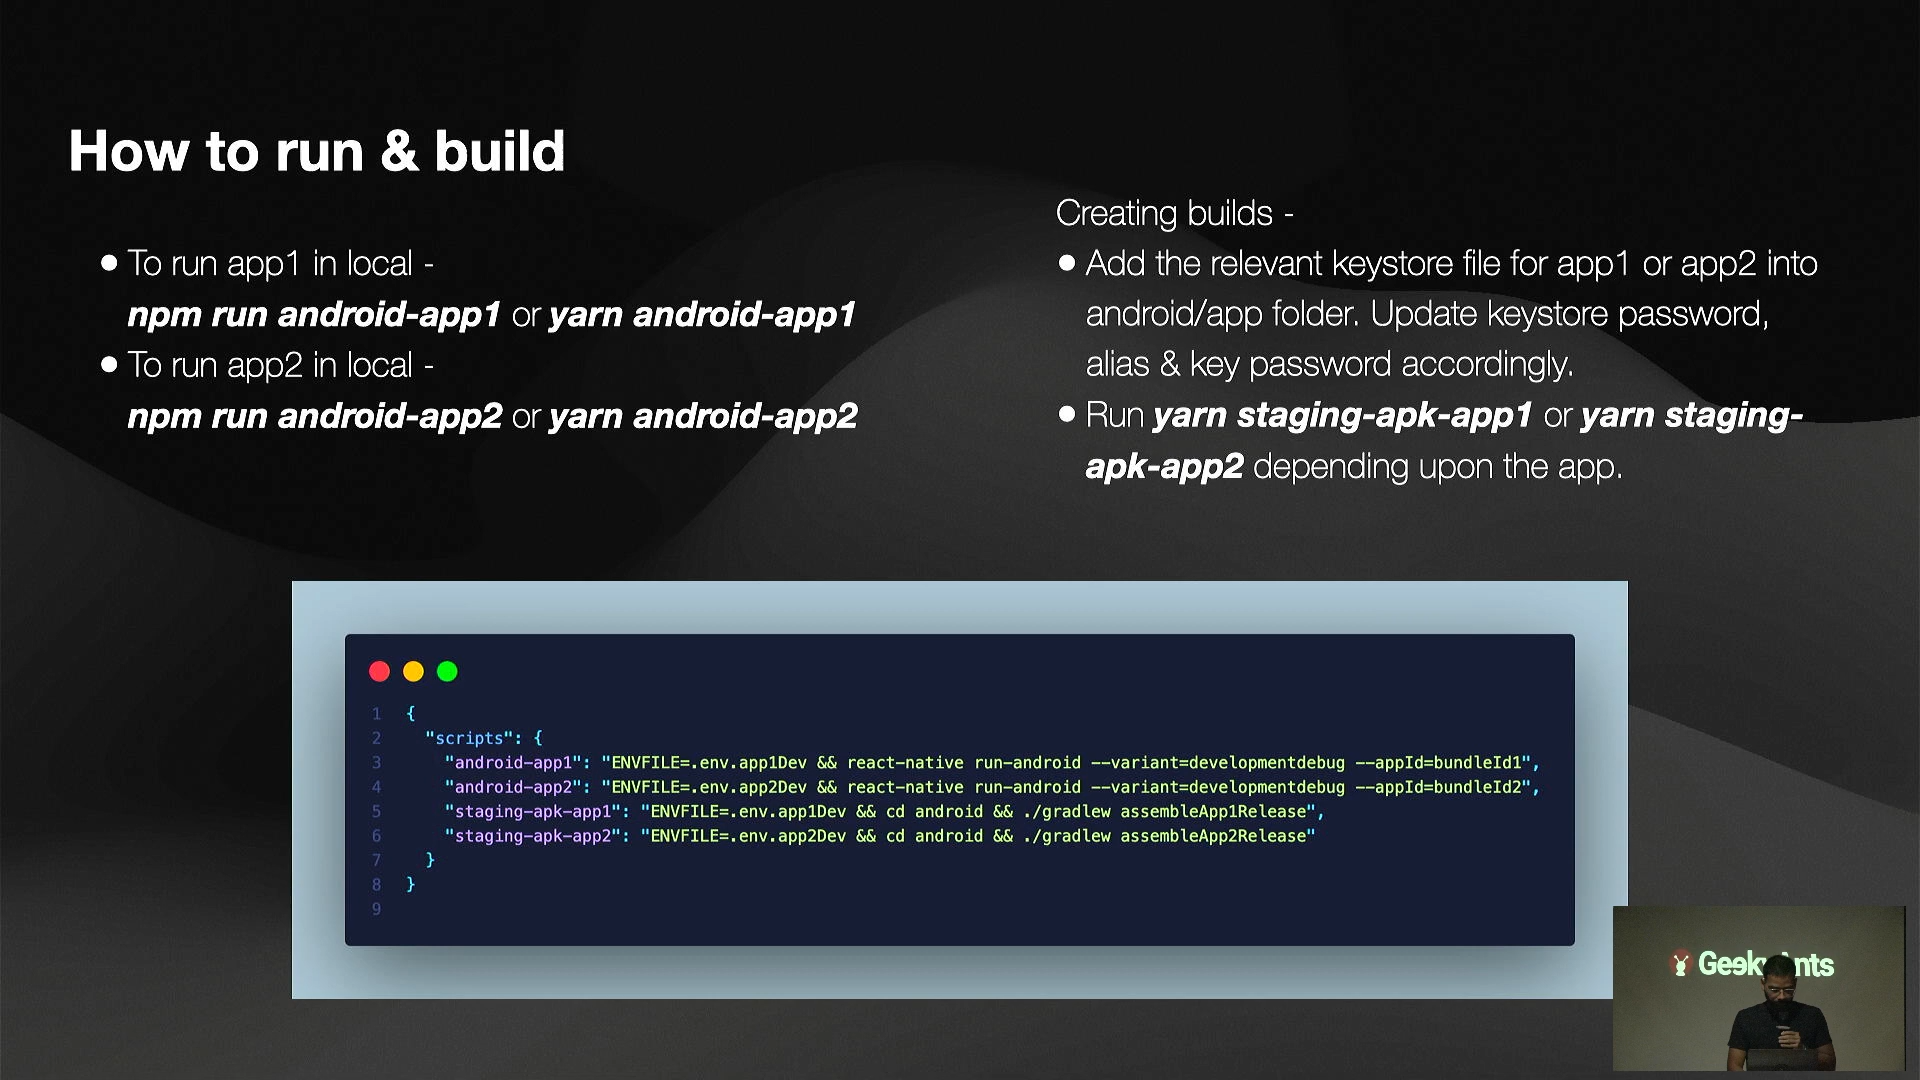 How to run & build
● To run app1 in local -
npm run android-app1 or yarn android-app1
● To run app2 in local -
npm run android-app2 or yarn android-app2
Creating builds -
● Add the relevant keystore file for app1 or app2 into
android/app folder. Update keystore password,
alias & key password accordingly.
● Run yarn staging-apk-app1 or yarn staging-
apk-app2 depending upon the app.
1 {
2 "scripts": {
3 "android-app1": "ENVFILE=.env.app1Dev && react-native run-android --variant=developmentdebug --appId=bundleId1",
4 "android-app2": "ENVFILE=.env.app2Dev && react-native run-android --variant=developmentdebug --appId=bundleId2",
5 "staging-apk-app1": "ENVFILE=.env.app1Dev && cd android && ./gradlew assembleApp1Release",
6 "staging-apk-app2": "ENVFILE=.env.app2Dev && cd android && ./gradlew assembleApp2Release"
7 }
8 }
9
GeekyAnts